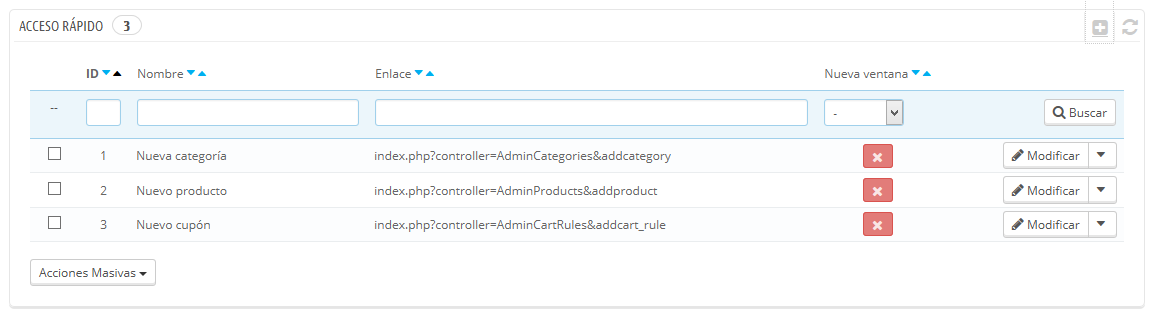 ACCESO RÁPIDO 3
ID Nombre Enlace Nueva ventana
-- - Buscar
1 Nueva categoría index.php?controller=AdminCategories&addcategory Modificar
2 Nuevo producto index.php?controller=AdminProducts&addproduct Modificar
3 Nuevo cupón index.php?controller=AdminCartRules&addcart_rule Modificar
Acciones Masivas